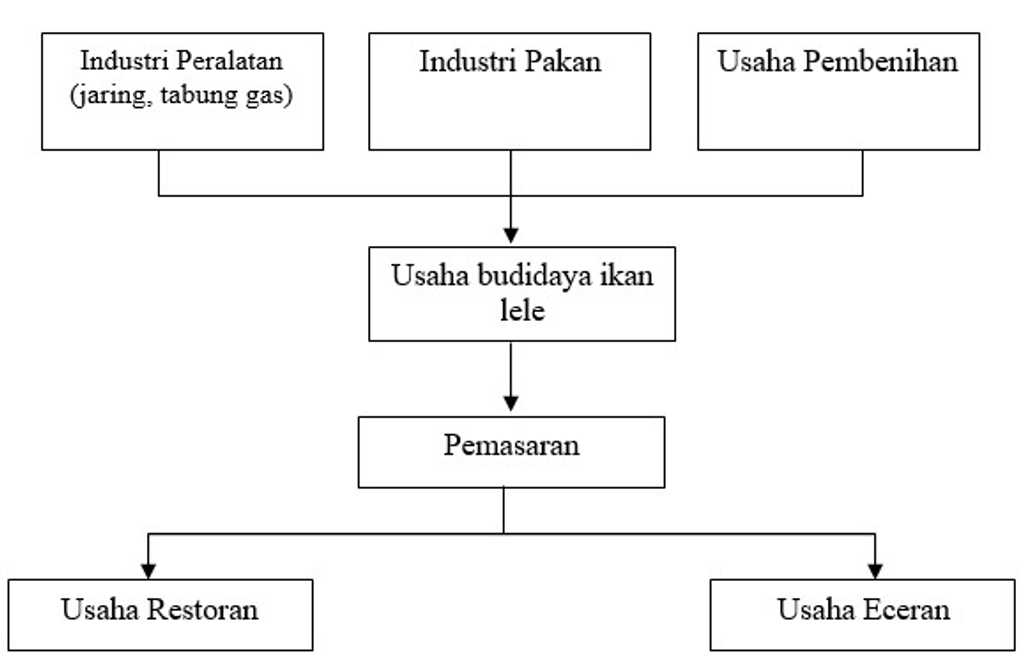 Industri Peralatan
(jaring, tabung gas)
Industri Pakan
Usaha Pembenihan
Usaha budidaya ikan
lele
Pemasaran
Usaha Restoran
Usaha Eceran